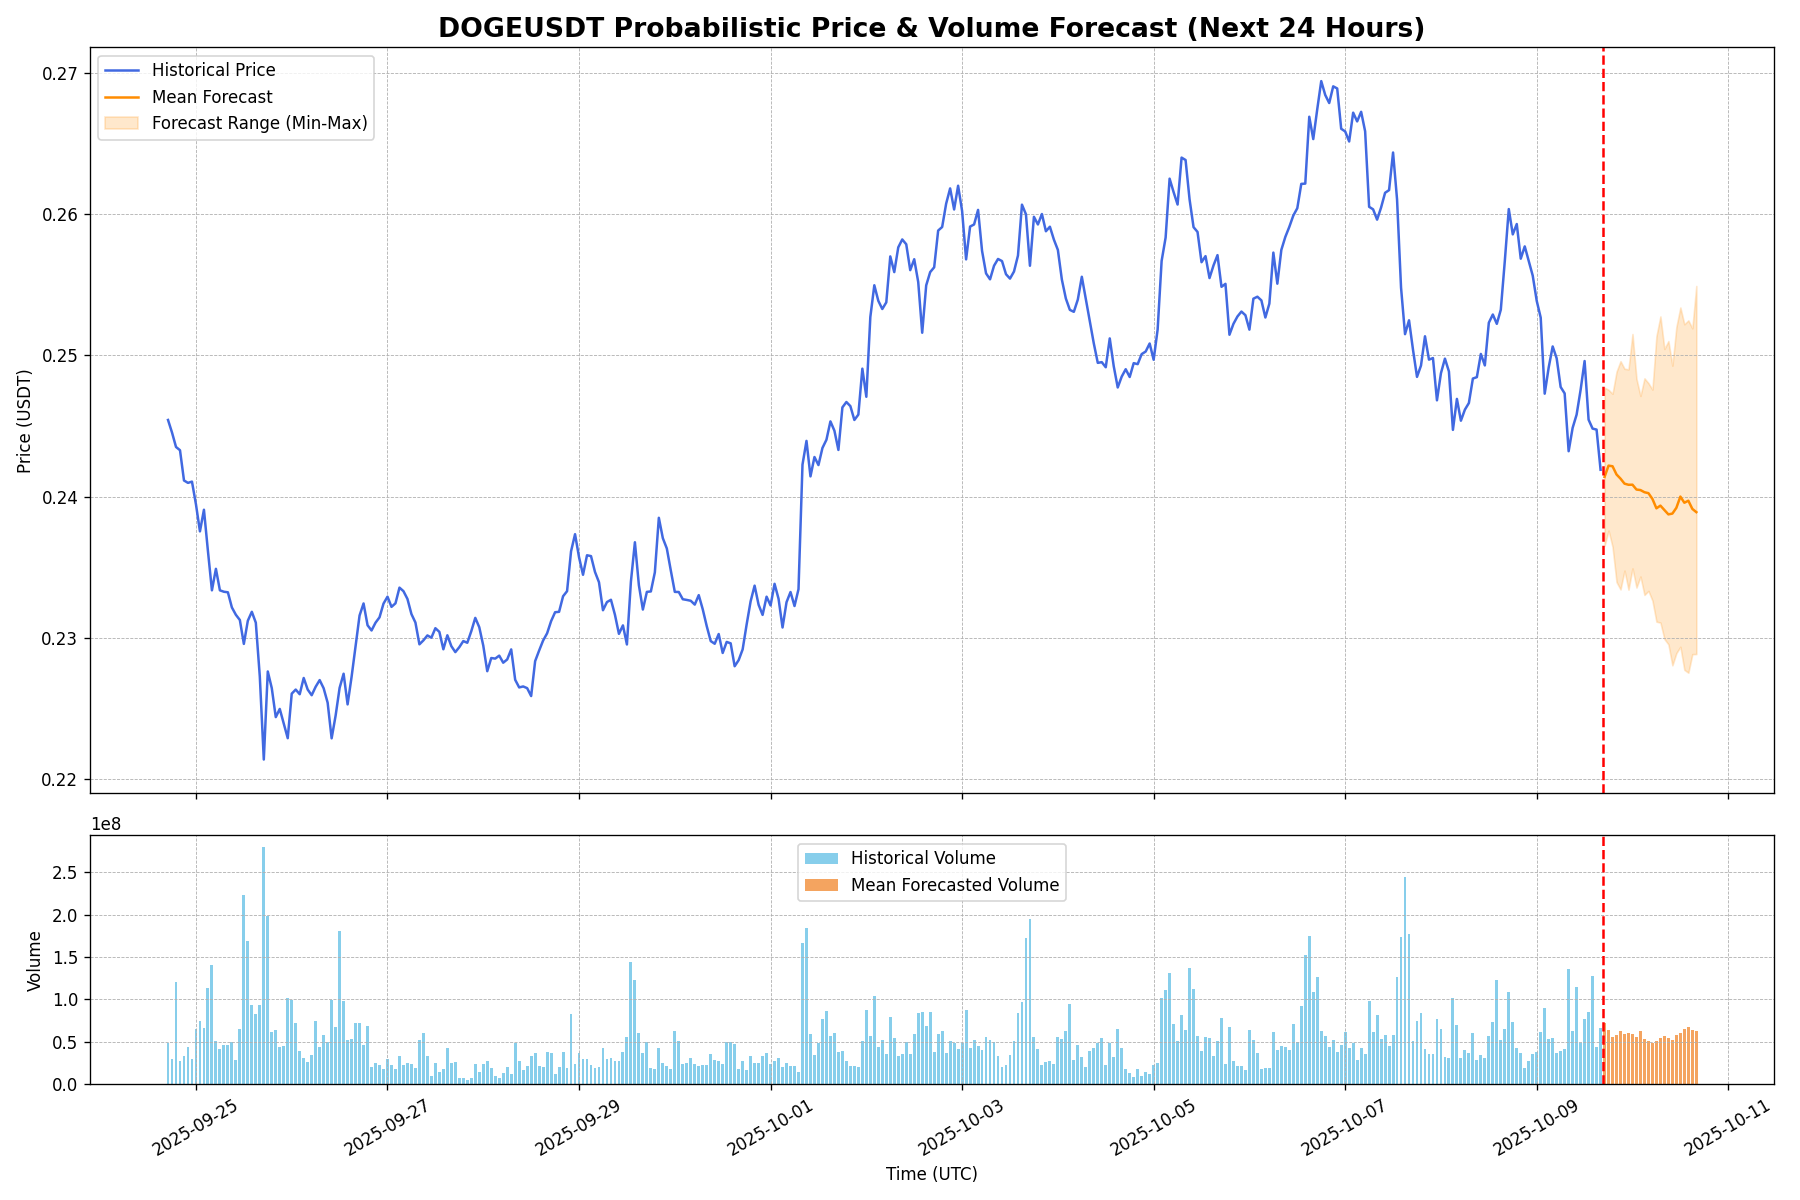 DOGEUSDT Probabilistic Price & Volume Forecast (Next 24 Hours)
Historical Price
Mean Forecast
Forecast Range (Min-Max)
0.27
0.26
0.25
0.24
0.23
0.22
Price (USDT)
1e8
Historical Volume
Mean Forecasted Volume
2.5
2.0
1.5
1.0
0.5
0.0
Volume
2025-09-25
2025-09-27
2025-09-29
2025-10-01
2025-10-03
2025-10-05
2025-10-07
2025-10-09
2025-10-11
Time (UTC)